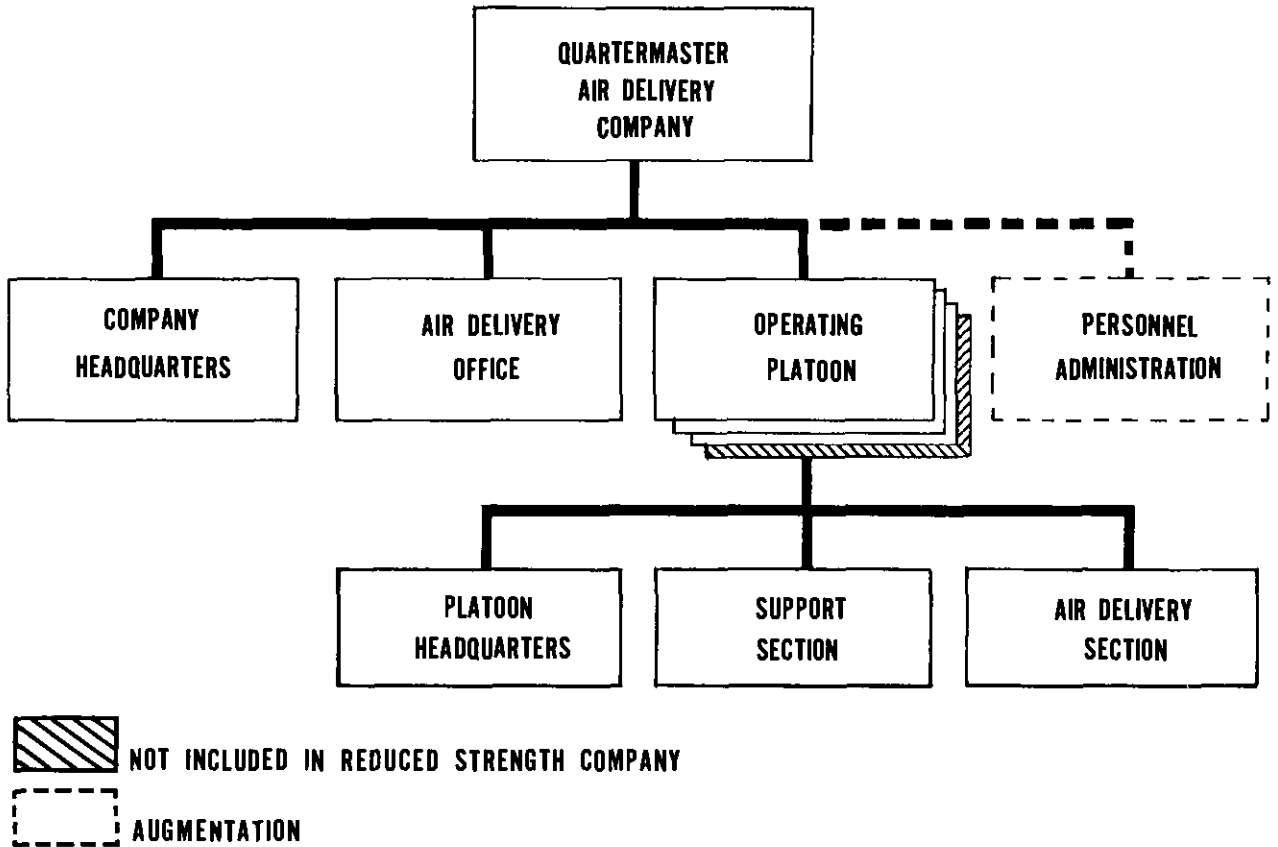 QUARTERMASTER
AIR DELIVERY
COMPANY
COMPANY
HEADQUARTERS
AIR DELIVERY
OFFICE
OPERATING
PLATOON
PERSONNEL
ADMINISTRATION
PLATOON
HEADQUARTERS
SUPPORT
SECTION
AIR DELIVERY
SECTION
NOT INCLUDED IN REDUCED STRENGTH COMPANY
AUGMENTATION